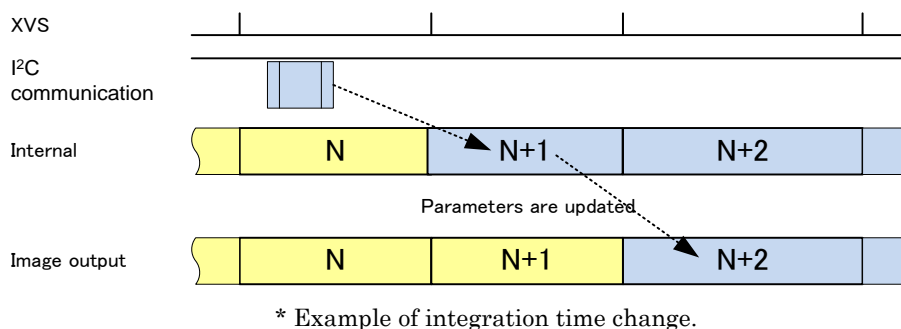 XVS
I²C
communication
Internal
N
N+1
N+2
Parameters are updated
Image output
N
N+1
N+2
* Example of integration time change.